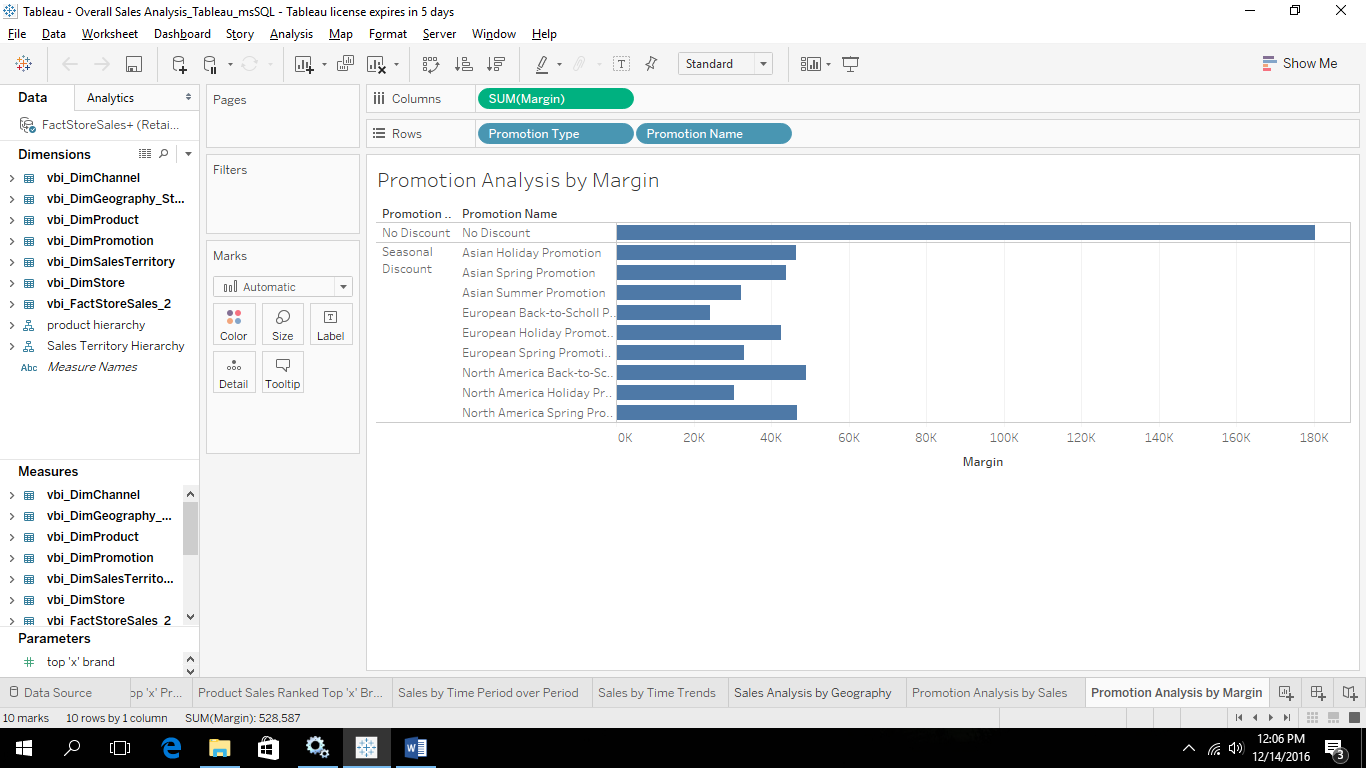 Tableau - Overall Sales Analysis_Tableau_msSQL - Tableau license expires in 5 days
File Data Worksheet Dashboard Story Analysis Map Format Server Window Help
Standard
Show Me
Data Analytics
FactStoreSales+ (Retai...
Dimensions
vbi_DimChannel
vbi_DimGeography_St...
vbi_DimProduct
vbi_DimPromotion
vbi_DimSalesTerritory
vbi_DimStore
vbi_FactStoreSales_2
product hierarchy
Sales Territory Hierarchy
Abc Measure Names
Measures
vbi_DimChannel
vbi_DimGeography_...
vbi_DimProduct
vbi_DimPromotion
vbi_DimSalesTerrito...
vbi_DimStore
vbi_FactStoreSales_2
Parameters
top 'x' brand
Pages
Filters
Marks
Automatic
Color Size Label
Detail Tooltip
Columns SUM(Margin)
Rows Promotion Type Promotion Name
Promotion Analysis by Margin
Promotion .. Promotion Name
No Discount No Discount
Seasonal Discount
Asian Holiday Promotion
Asian Spring Promotion
Asian Summer Promotion
European Back-to-Scholl P..
European Holiday Promot..
European Spring Promoti..
North America Back-to-Sc..
North America Holiday Pr..
North America Spring Pro..
0K 20K 40K 60K 80K 100K 120K 140K 160K 180K
Margin
Data Source op 'x' Pr... Product Sales Ranked Top 'x' Br... Sales by Time Period over Period Sales by Time Trends Sales Analysis by Geography Promotion Analysis by Sales Promotion Analysis by Margin
10 marks 10 rows by 1 column SUM(Margin): 528,587
12:06 PM
12/14/2016
3